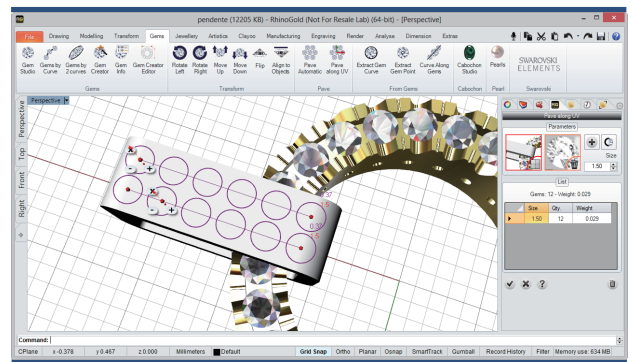 pendente (12205 KB) - RhinoGold (Not For Resale Lab) (64-bit) - [Perspective]
File Drawing Modelling Transform Gems Jewellery Artistics Clayoo Manufacturing Engraving Render Analyse Dimension Extras
Gem Studio
Gems by Curve
Gems by 2 curves
Gem Creator
Gem Info
Gem Creator Editor
Rotate Left
Rotate Right
Move Up
Move Down
Flip
Align to Objects
Pave Automatic
Pave along UV
Extract Gem Curve
Extract Gem Point
Curve Along Gems
Cabochon Studio
Pearls
SWAROVSKI
ELEMENTS
Gems Transform Pave From Gems Cabochon Pearl Swarovski
Perspective
Perspective
Top
Front
Right
0.37
1.5
Pave along UV
Parameters
Size
1.50
List
Gems: 12 - Weight: 0.029
Size Qty. Weight
1.50 12 0.029
Command:
CPlane x -0.378 y 0.467 z 0.000 Millimeters Default Grid Snap Ortho Planar Osnap SmartTrack Gumball Record History Filter Memory use: 634 MB